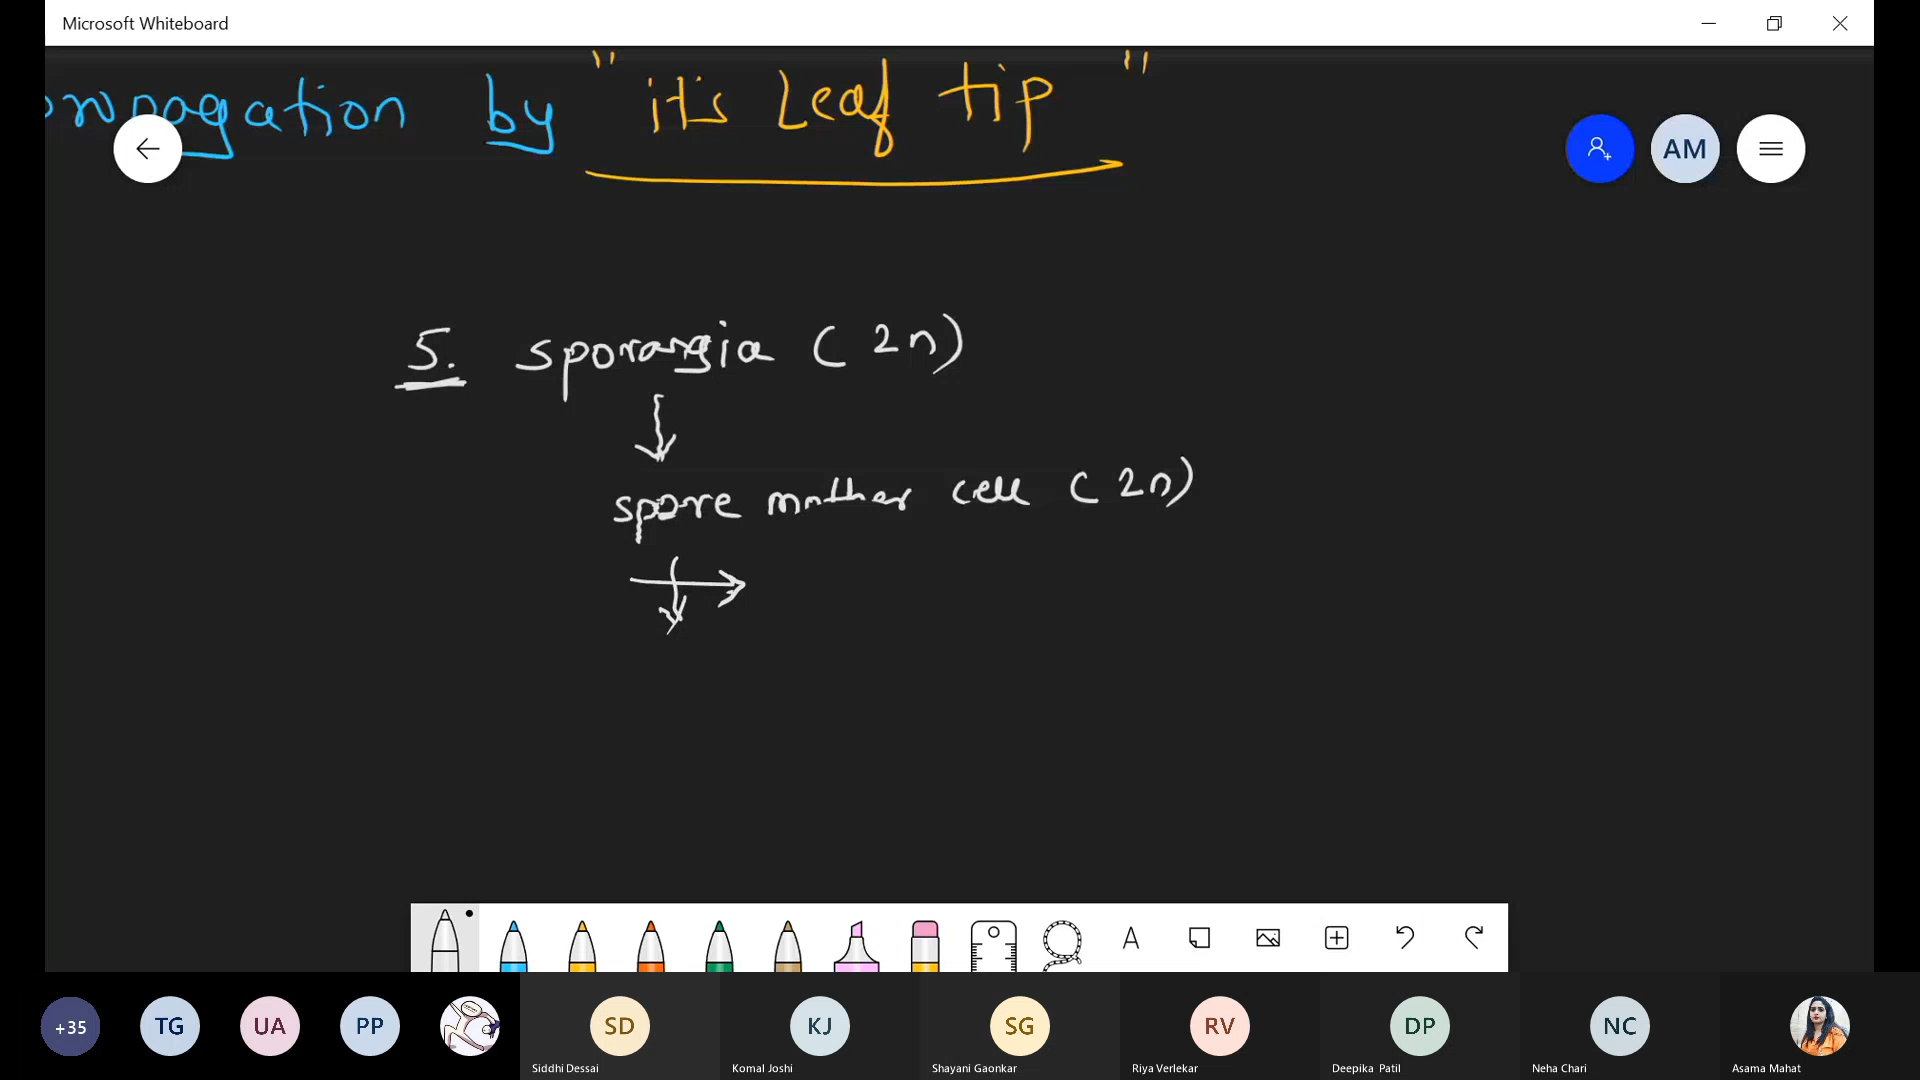 Microsoft Whiteboard
propagation by "it's Leaf tip"
AM
5. sporangia (2n)
spore mother cell (2n)
A
+35 TG UA PP SD KJ SG RV DP NC
Siddhi Dessai Komal Joshi Shayani Gaonkar Riya Verlekar Deepika Patil Neha Chari Asama Mahat